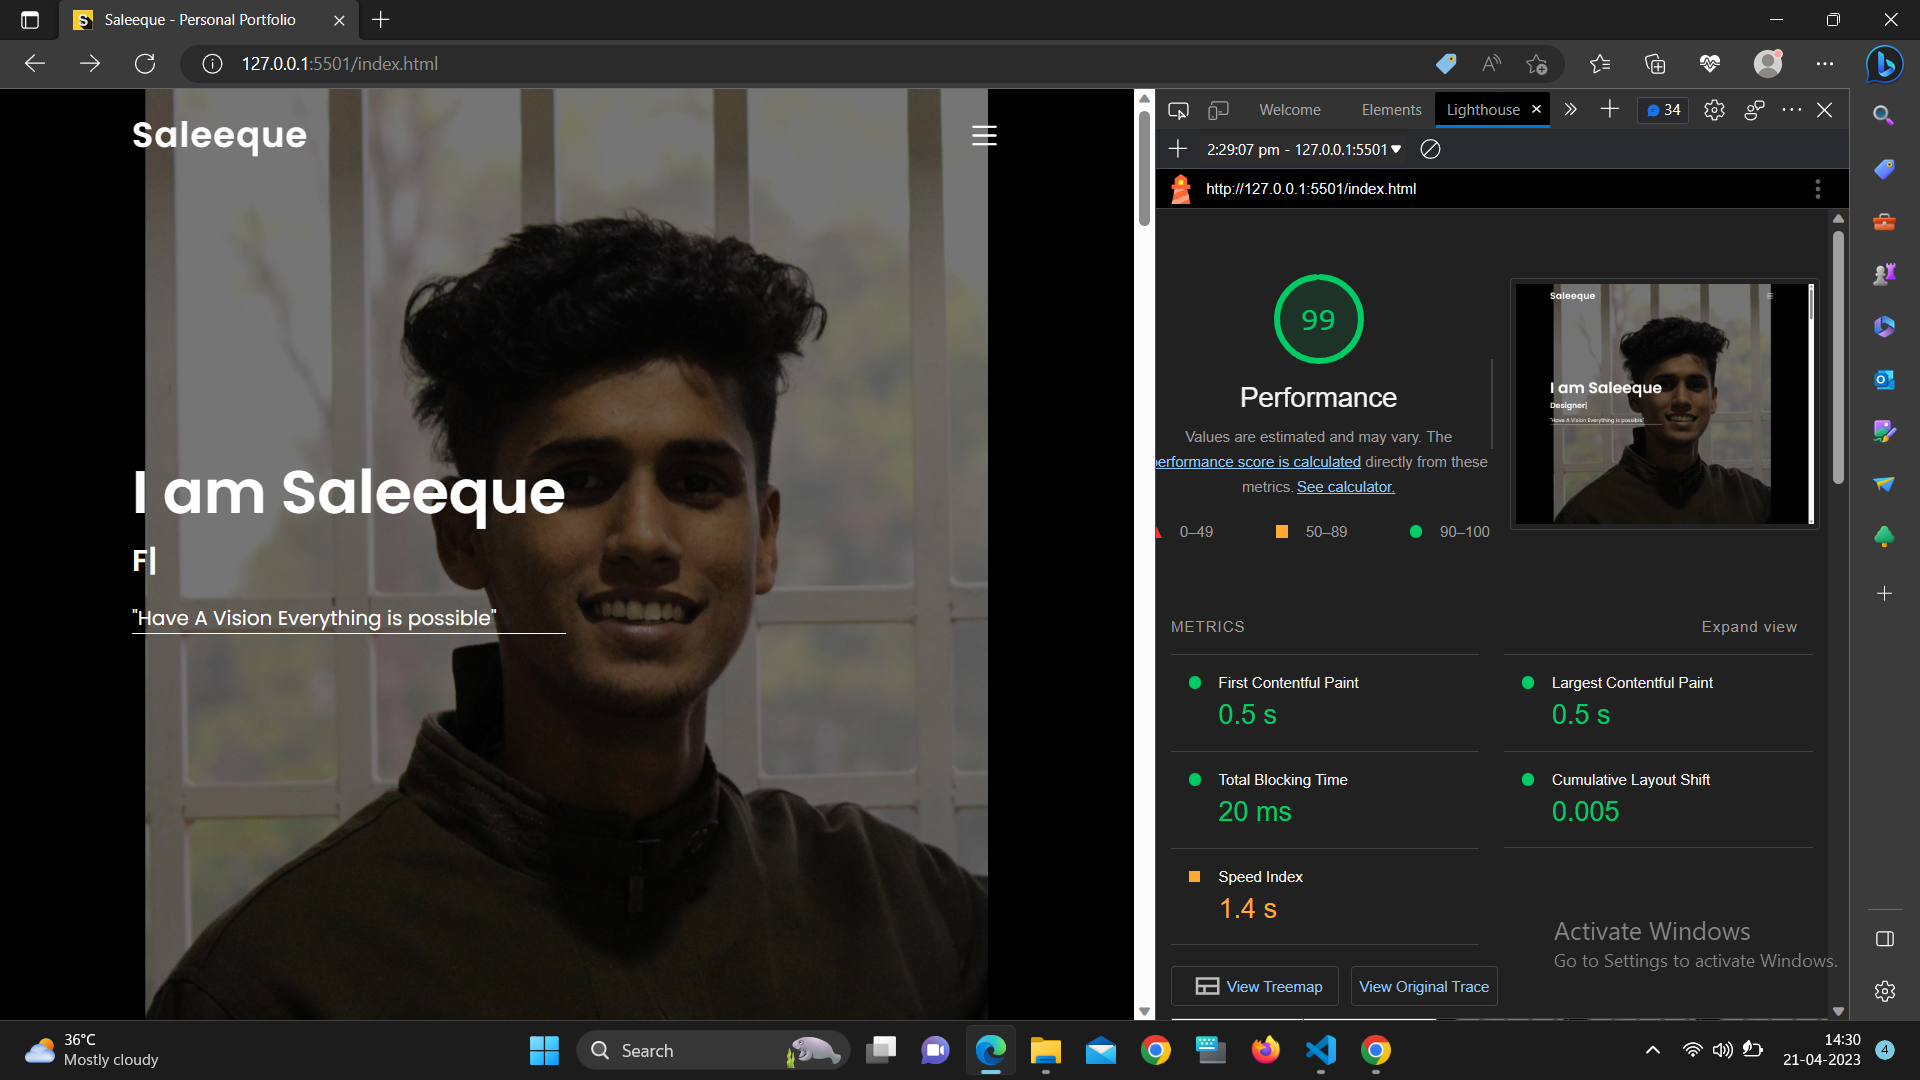 Saleeque - Personal Portfolio
127.0.0.1:5501/index.html
Saleeque
I am Saleeque
F|
"Have A Vision Everything is possible"
Welcome
Elements
Lighthouse
34
2:29:07 pm - 127.0.0.1:5501
http://127.0.0.1:5501/index.html
99
Performance
Values are estimated and may vary. The
performance score is calculated directly from these
metrics. See calculator.
0–49
50–89
90–100
Saleeque
I am Saleeque
Designer|
"Have A Vision Everything is possible"
METRICS
Expand view
First Contentful Paint
0.5 s
Largest Contentful Paint
0.5 s
Total Blocking Time
20 ms
Cumulative Layout Shift
0.005
Speed Index
1.4 s
View Treemap
View Original Trace
Activate Windows
Go to Settings to activate Windows.
36°C
Mostly cloudy
Search
14:30
21-04-2023
4